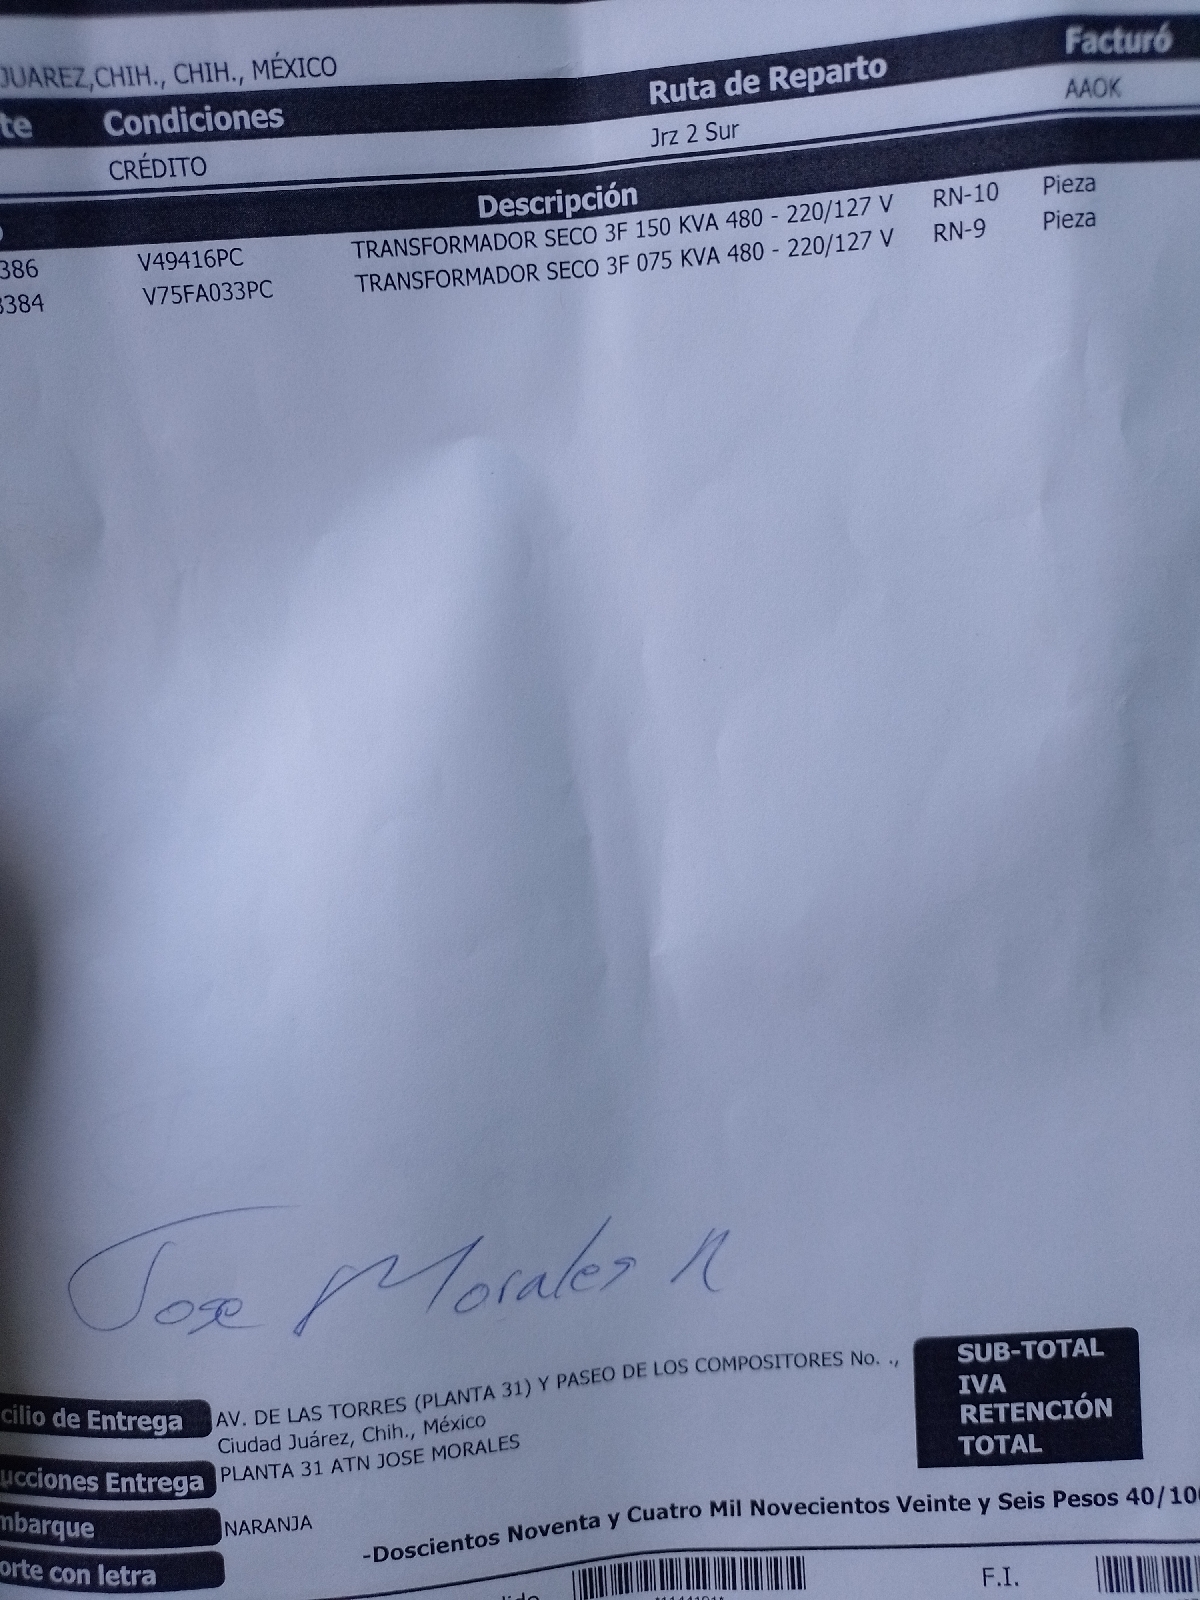 JUAREZ,CHIH., CHIH., MÉXICO
te Condiciones Ruta de Reparto Facturó
CRÉDITO Jrz 2 Sur AAOK
Descripción
386 V49416PC TRANSFORMADOR SECO 3F 150 KVA 480 - 220/127 V RN-10 Pieza
3384 V75FA033PC TRANSFORMADOR SECO 3F 075 KVA 480 - 220/127 V RN-9 Pieza
Jose Morales
SUB-TOTAL
IVA
RETENCIÓN
TOTAL
cilio de Entrega AV. DE LAS TORRES (PLANTA 31) Y PASEO DE LOS COMPOSITORES No. .,
Ciudad Juárez, Chih., México
ucciones Entrega PLANTA 31 ATN JOSE MORALES
mbarque NARANJA
orte con letra -Doscientos Noventa y Cuatro Mil Novecientos Veinte y Seis Pesos 40/100
F.I.